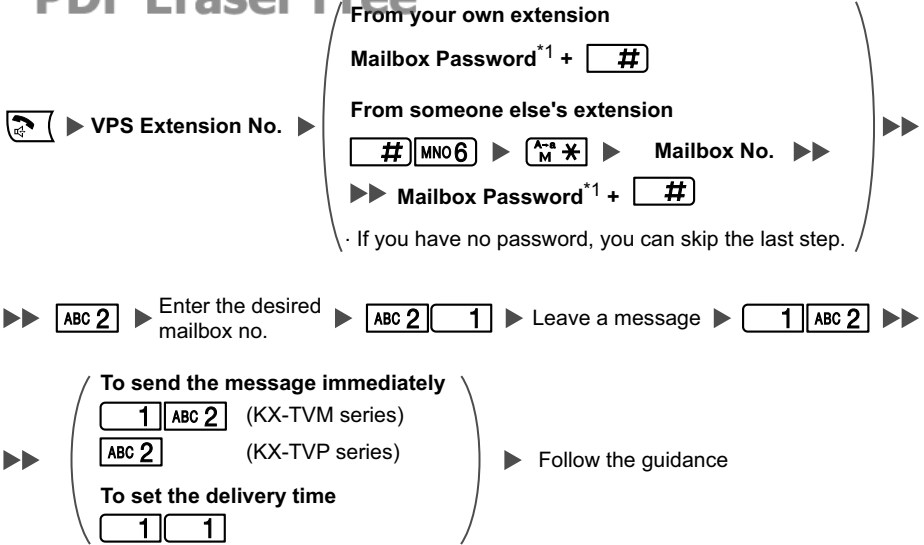 PDF Eraser Free
From your own extension
Mailbox Password*1 + #
From someone else's extension
VPS Extension No.
# MNO 6 A→a M * Mailbox No.
Mailbox Password*1 + #
· If you have no password, you can skip the last step.
ABC 2 Enter the desired mailbox no. ABC 2 1 Leave a message 1 ABC 2
To send the message immediately
1 ABC 2 (KX-TVM series)
ABC 2 (KX-TVP series)
Follow the guidance
To set the delivery time
1 1